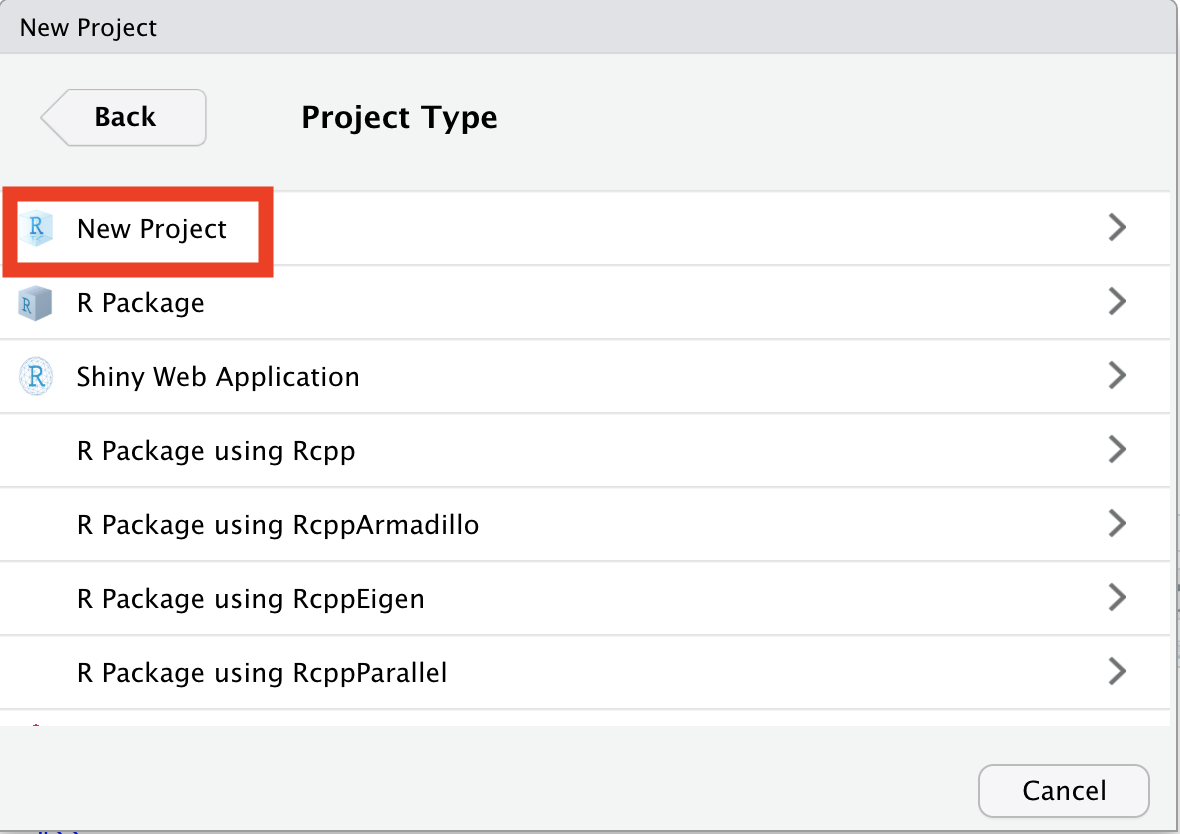 New Project
Back
Project Type
R New Project
R R Package
R Shiny Web Application
R Package using Rcpp
R Package using RcppArmadillo
R Package using RcppEigen
R Package using RcppParallel
Cancel